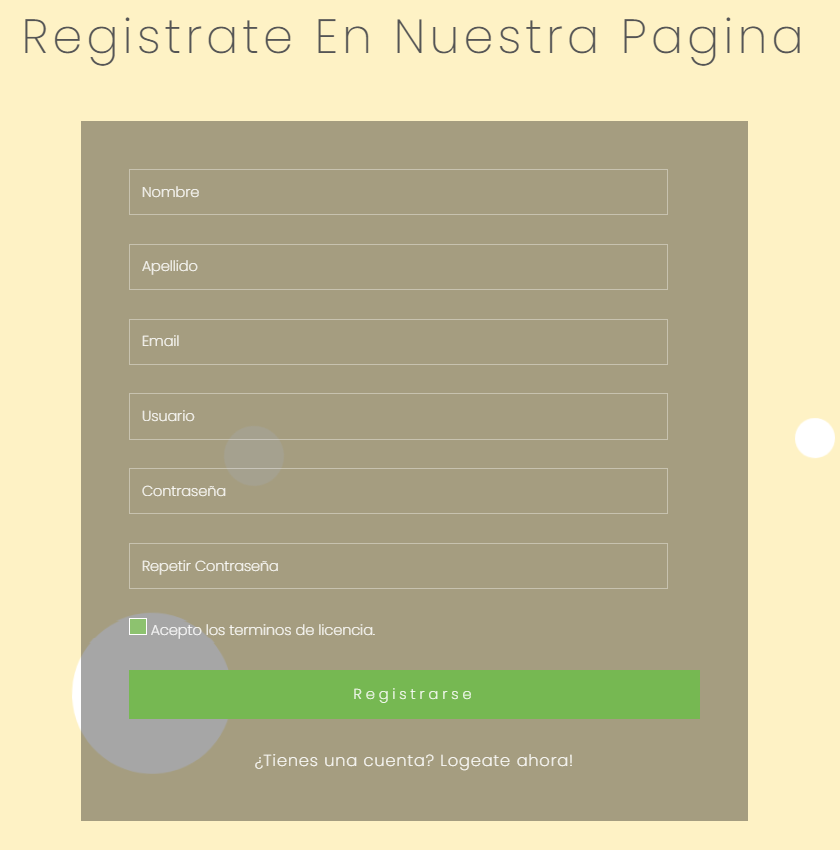 Registrate En Nuestra Pagina
Nombre
Apellido
Email
Usuario
Contraseña
Repetir Contraseña
Acepto los terminos de licencia.
Registrarse
¿Tienes una cuenta? Logeate ahora!